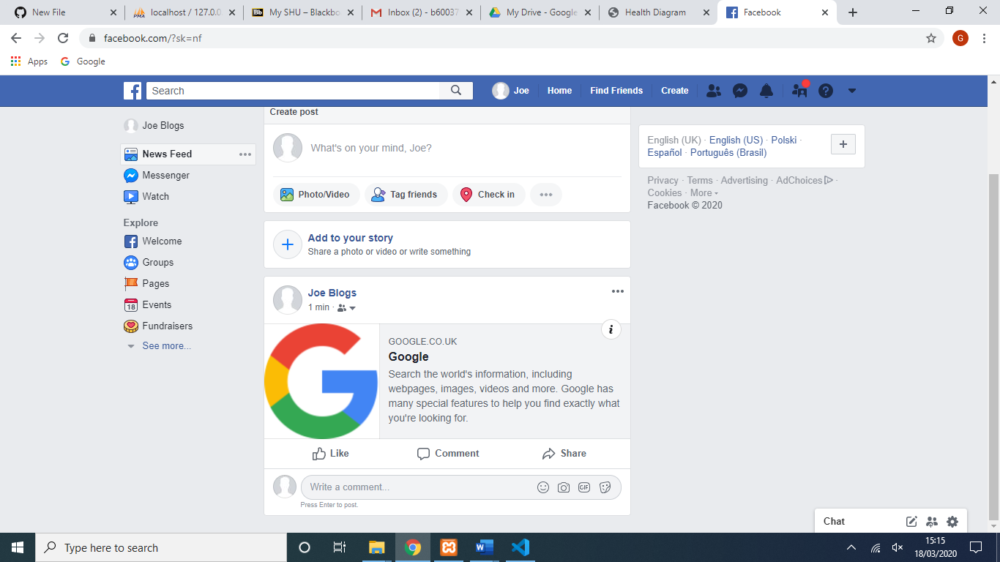 New File
localhost / 127.0.0
My SHU – Blackbo
Inbox (2) - b60037
My Drive - Google
Health Diagram
Facebook
facebook.com/?sk=nf
G
Apps
Google
Search
Joe
Home
Find Friends
Create
Joe Blogs
News Feed
Messenger
Watch
Explore
Welcome
Groups
Pages
18
Events
Fundraisers
See more...
Create post
What's on your mind, Joe?
Photo/Video
Tag friends
Check in
Add to your story
Share a photo or video or write something
Joe Blogs
1 min ·
GOOGLE.CO.UK
Google
Search the world's information, including
webpages, images, videos and more. Google has
many special features to help you find exactly what
you're looking for.
Like
Comment
Share
Write a comment...
GIF
Press Enter to post.
English (UK) · English (US) · Polski ·
Español · Português (Brasil)
Privacy · Terms · Advertising · AdChoices ·
Cookies · More
Facebook © 2020
Chat
Type here to search
15:15
18/03/2020